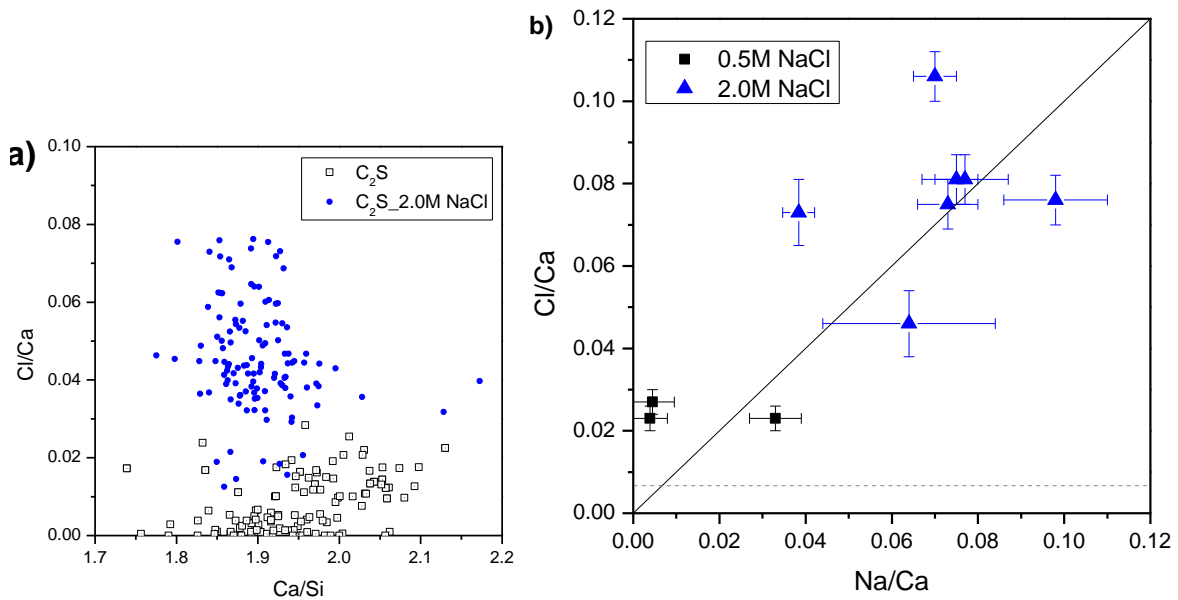 a)
C₂S
C₂S_2.0M NaCl
0.10
0.08
0.06
0.04
0.02
0.00
Cl/Ca
1.7 1.8 1.9 2.0 2.1 2.2
Ca/Si
b)
0.5M NaCl
2.0M NaCl
0.12
0.10
0.08
0.06
0.04
0.02
0.00
Cl/Ca
0.00 0.02 0.04 0.06 0.08 0.10 0.12
Na/Ca